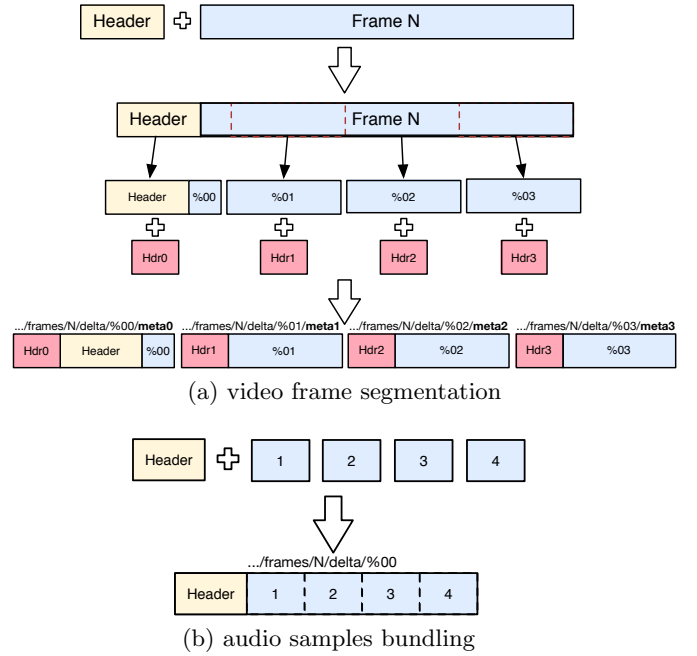 Header Frame N
Header Frame N
Header %00 %01 %02 %03
Hdr0 Hdr1 Hdr2 Hdr3
.../frames/N/delta/%00/meta0 .../frames/N/delta/%01/meta1 .../frames/N/delta/%02/meta2 .../frames/N/delta/%03/meta3
Hdr0 Header %00 Hdr1 %01 Hdr2 %02 Hdr3 %03
(a) video frame segmentation
Header 1 2 3 4
.../frames/N/delta/%00
Header 1 2 3 4
(b) audio samples bundling